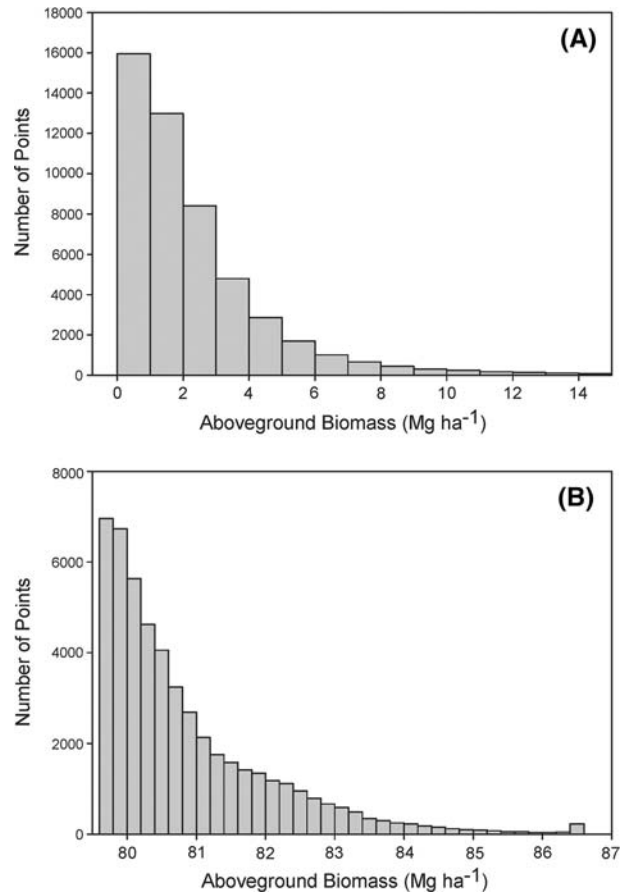 (A)
18000
16000
14000
12000
10000
8000
6000
4000
2000
0
Number of Points
0 2 4 6 8 10 12 14
Aboveground Biomass (Mg ha⁻¹)
(B)
8000
6000
4000
2000
0
Number of Points
80 81 82 83 84 85 86 87
Aboveground Biomass (Mg ha⁻¹)